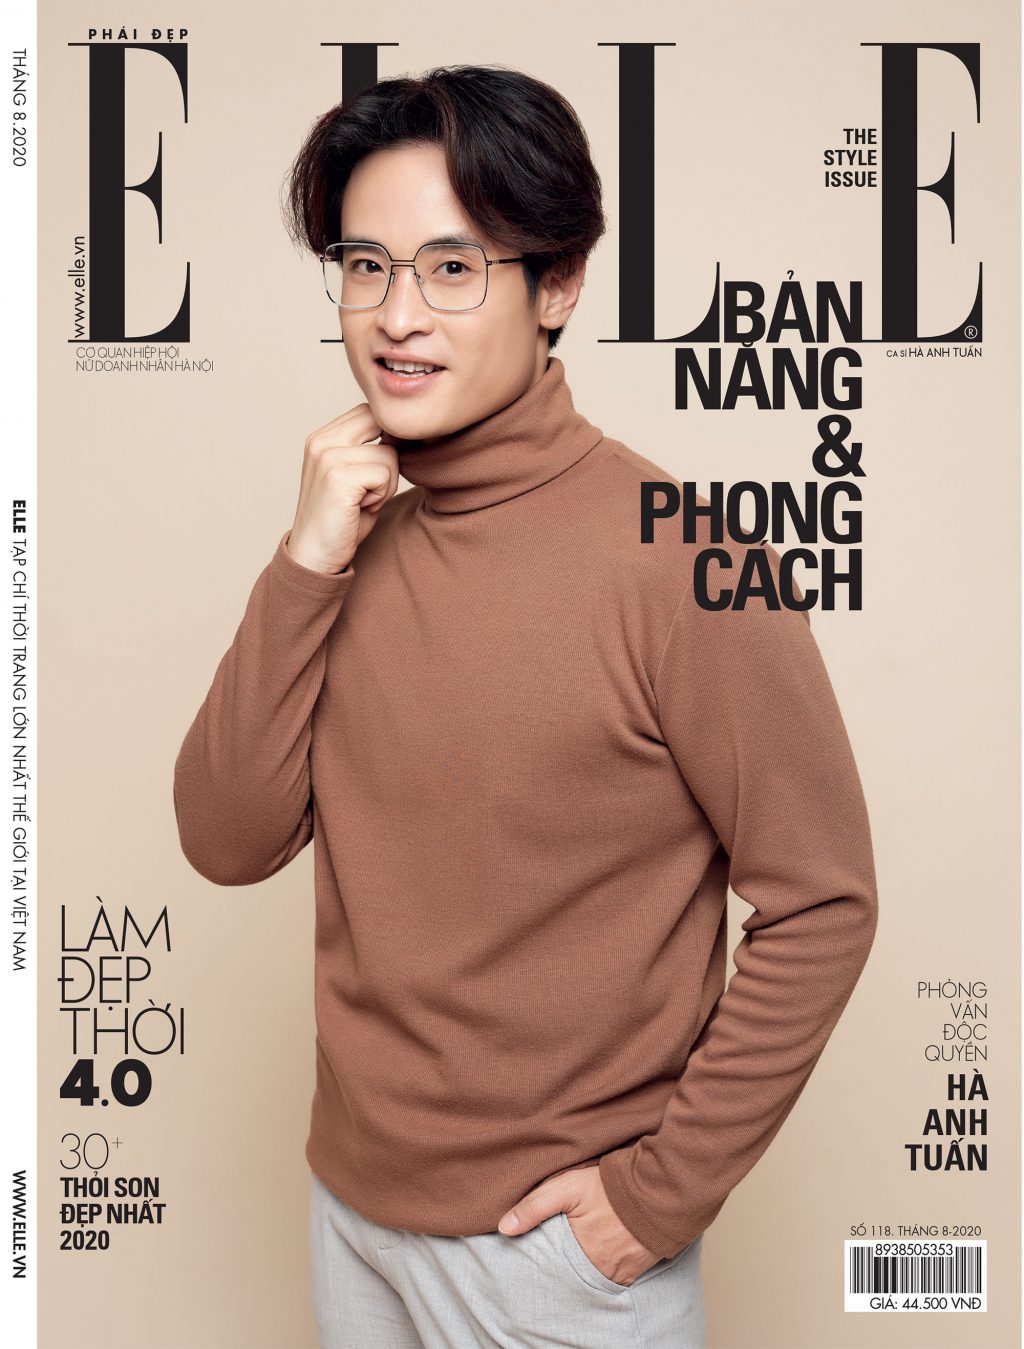 THÁNG 8.2020
ELLE TẠP CHÍ THỜI TRANG LỚN NHẤT THẾ GIỚI TẠI VIỆT NAM
WWW.ELLE.VN
PHÁI ĐẸP
ELLE
®
www.elle.vn
CƠ QUAN HIỆP HỘI
NỮ DOANH NHÂN HÀ NỘI
THE
STYLE
ISSUE
CA SĨ HÀ ANH TUẤN
BẢN
NĂNG
&
PHONG
CÁCH
LÀM
ĐẸP
THỜI
4.0
30+
THỎI SON
ĐẸP NHẤT
2020
PHỎNG
VẤN
ĐỘC
QUYỀN
HÀ
ANH
TUẤN
SỐ 118. THÁNG 8-2020
8938505353
GIÁ: 44.500 VNĐ